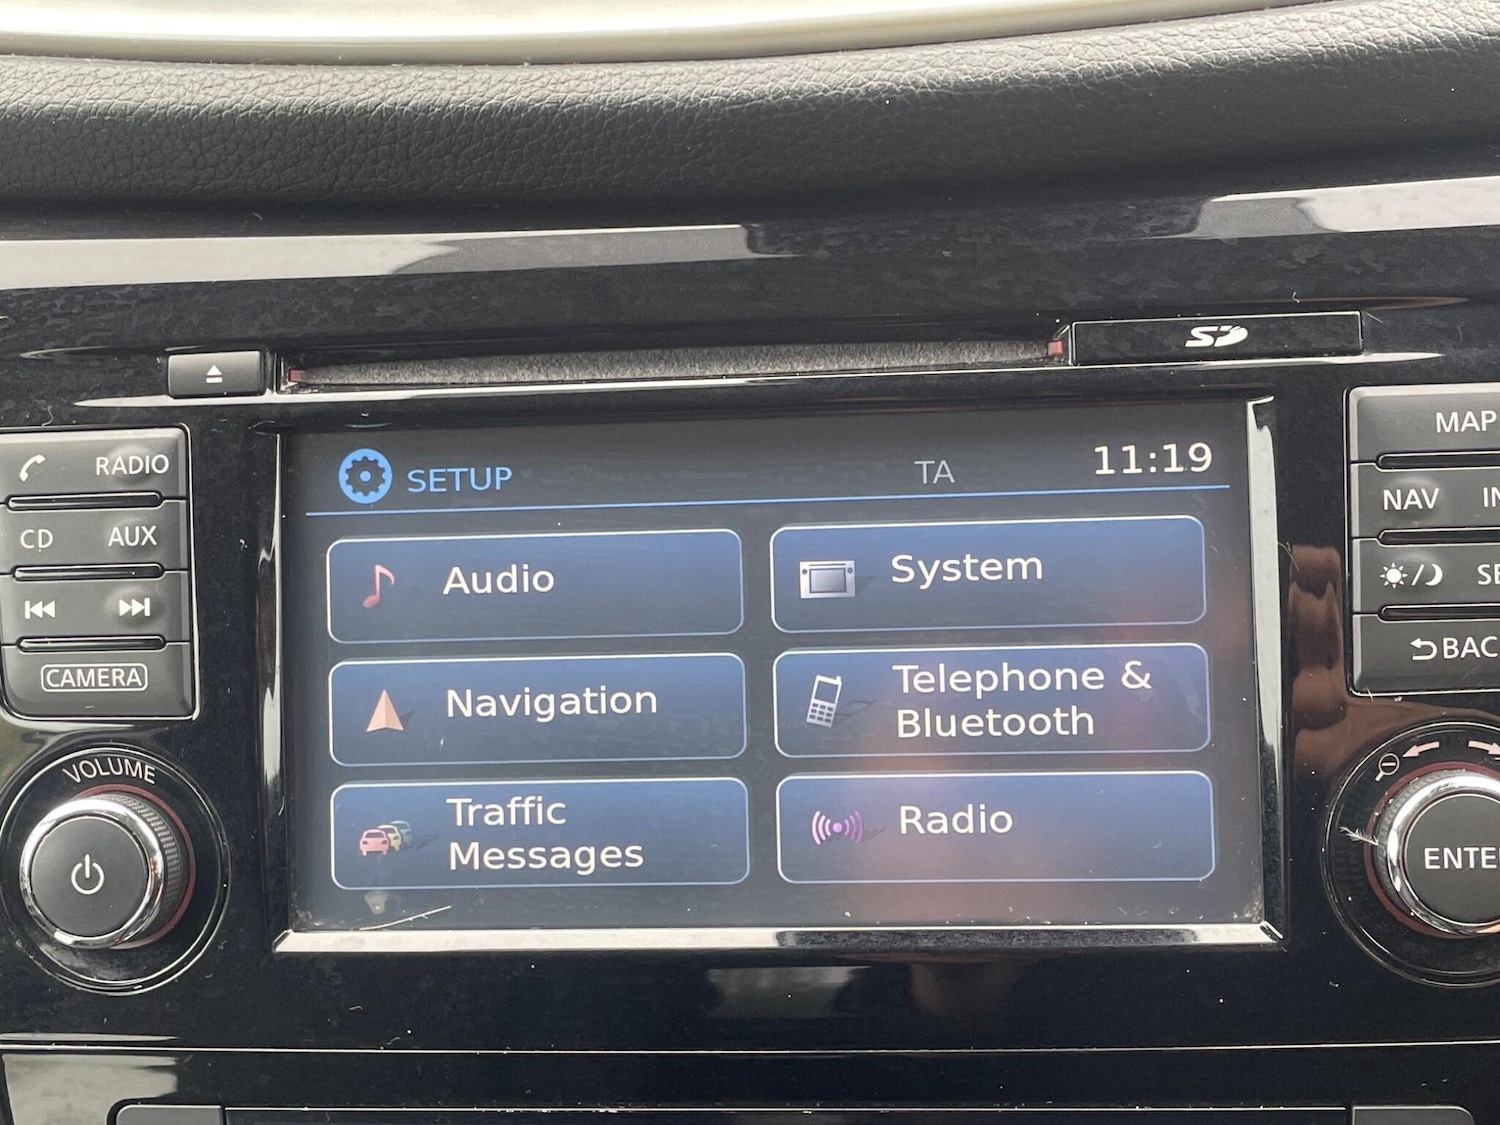 SD
RADIO
CD AUX
CAMERA
VOLUME
SETUP TA 11:19
Audio
System
Navigation
Telephone &
Bluetooth
Traffic
Messages
Radio
MAP
NAV